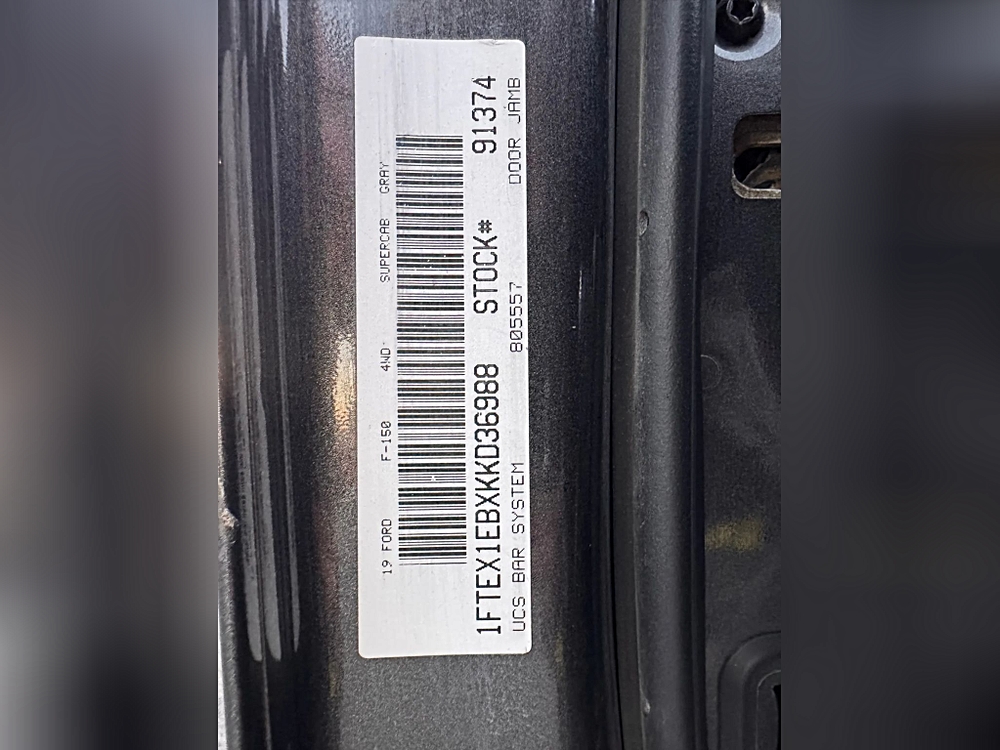 19 FORD F-150 4WD SUPERCAB GRAY
1FTEX1EBXKKD36988 STOCK# 91374
UCS BAR SYSTEM 805557 DOOR JAMB